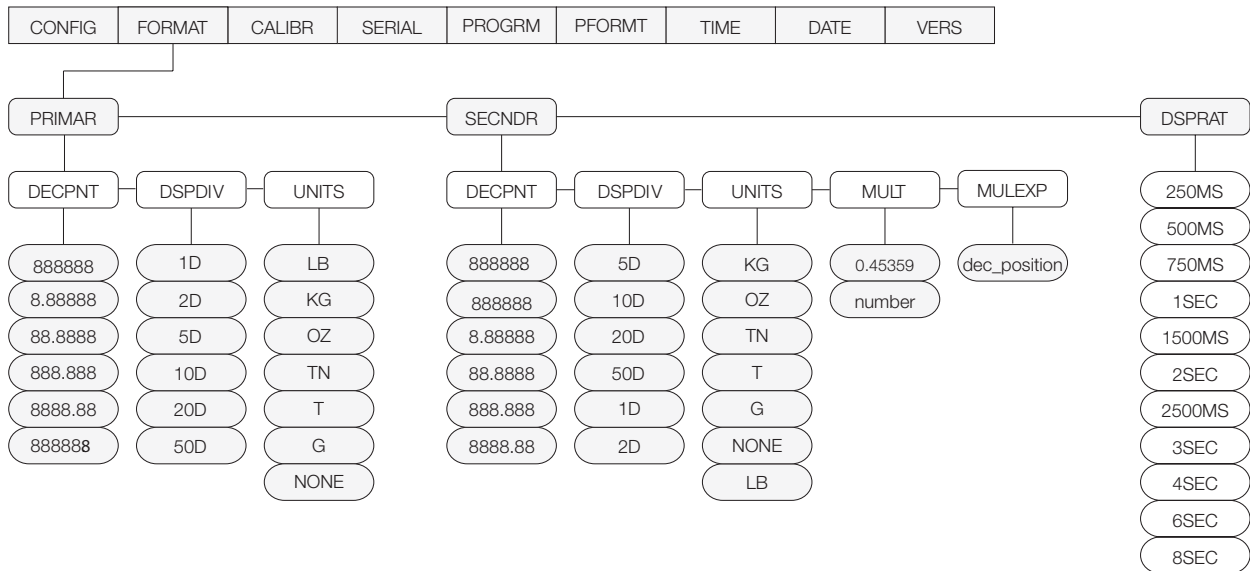 CONFIG FORMAT CALIBR SERIAL PROGRM PFORMT TIME DATE VERS
PRIMAR SECNDR DSPRAT
DECPNT DSPDIV UNITS DECPNT DSPDIV UNITS MULT MULEXP 250MS
500MS
888888 1D LB 888888 5D KG 0.45359 dec_position 750MS
8.88888 2D KG 888888 10D OZ number 1SEC
88.8888 5D OZ 8.88888 20D TN 1500MS
888.888 10D TN 88.8888 50D T 2SEC
8888.88 20D T 888.888 1D G 2500MS
888888 50D G 8888.88 2D NONE 3SEC
NONE LB 4SEC
6SEC
8SEC